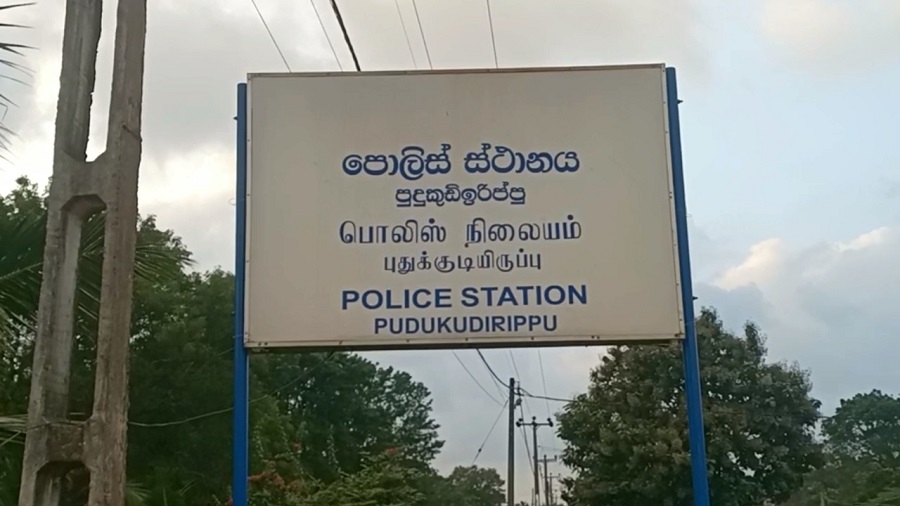 පොලිස් ස්ථානය
පුදුකුඩිඉරිප්පු
பொலிஸ் நிலையம்
புதுக்குடியிருப்பு
POLICE STATION
PUDUKUDIRIPPU